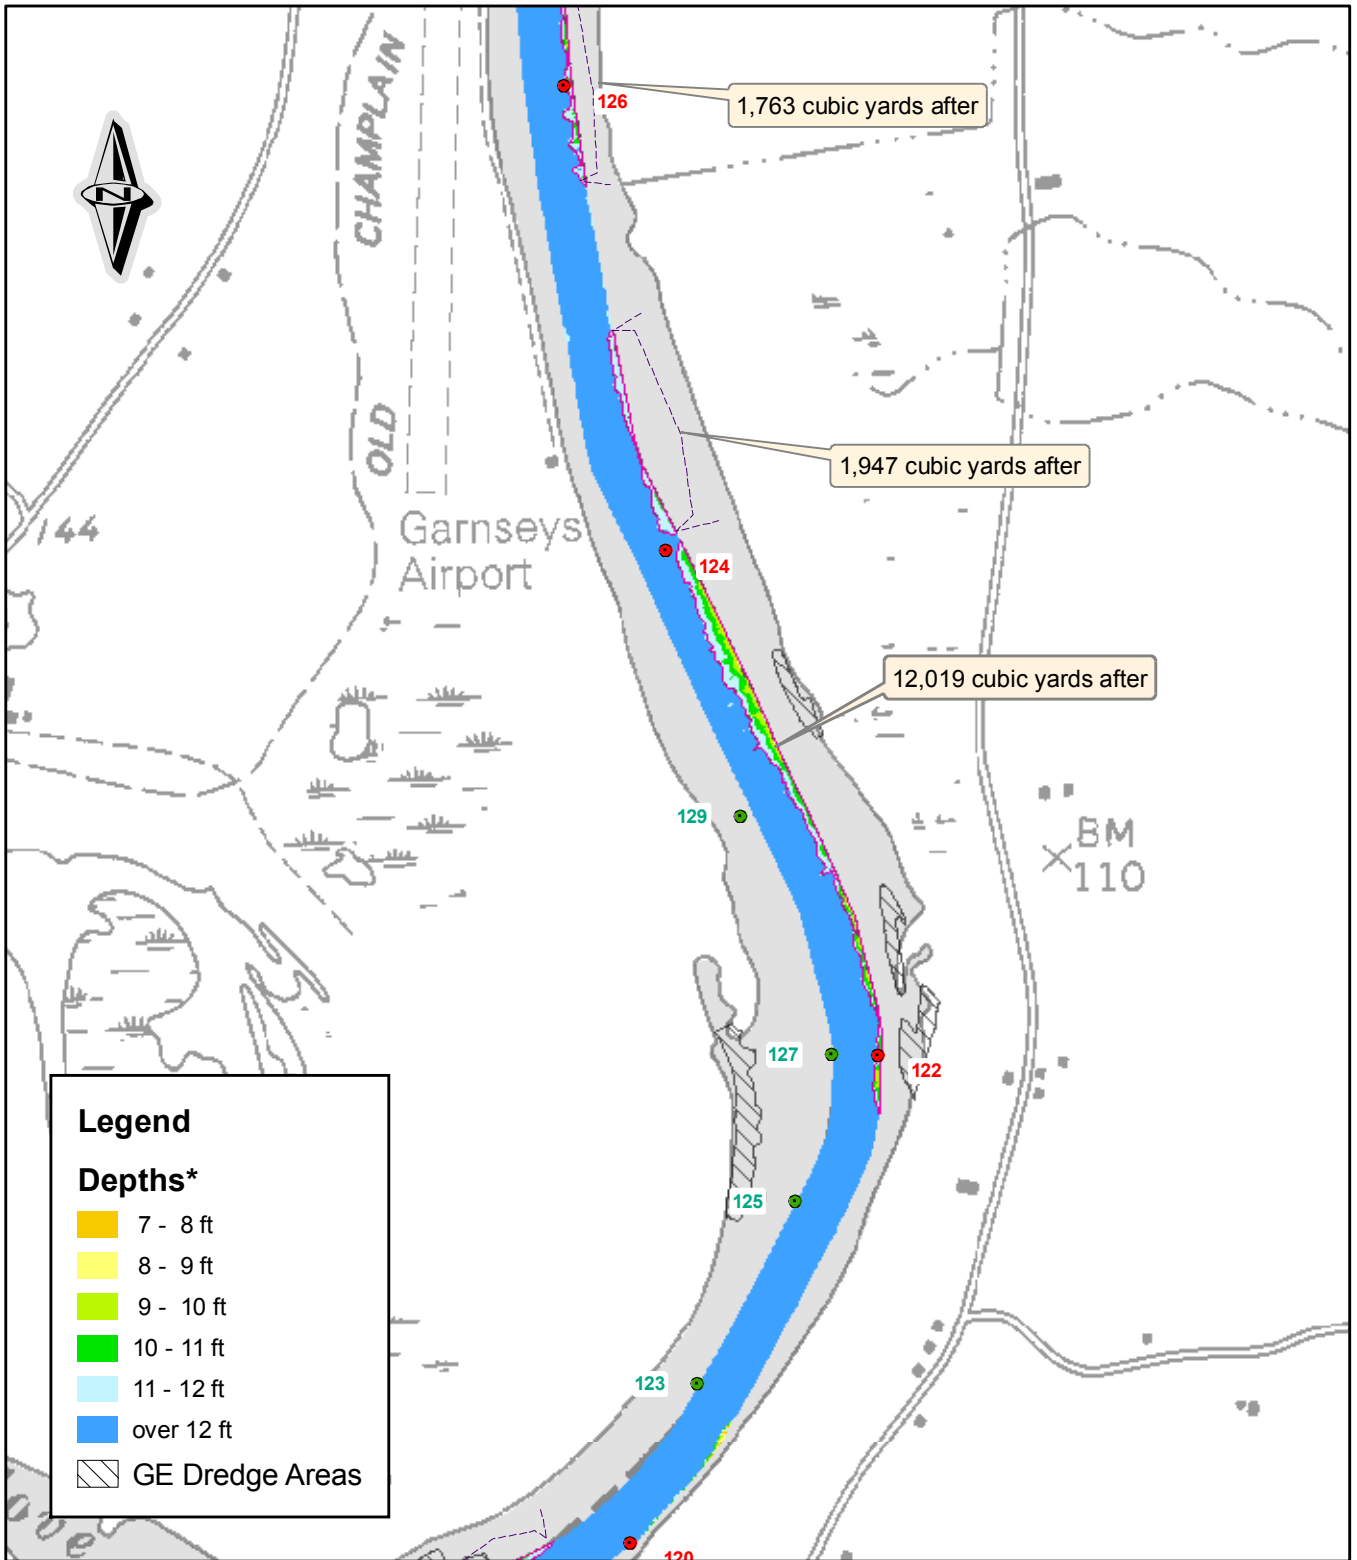 126
1,763 cubic yards after
CHAMPLAIN
N
OLD
1,947 cubic yards after
144
Garnseys
Airport
124
12,019 cubic yards after
129
BM
110
127
122
125
123
120
Legend
Depths*
7 - 8 ft
8 - 9 ft
9 - 10 ft
10 - 11 ft
11 - 12 ft
over 12 ft
GE Dredge Areas